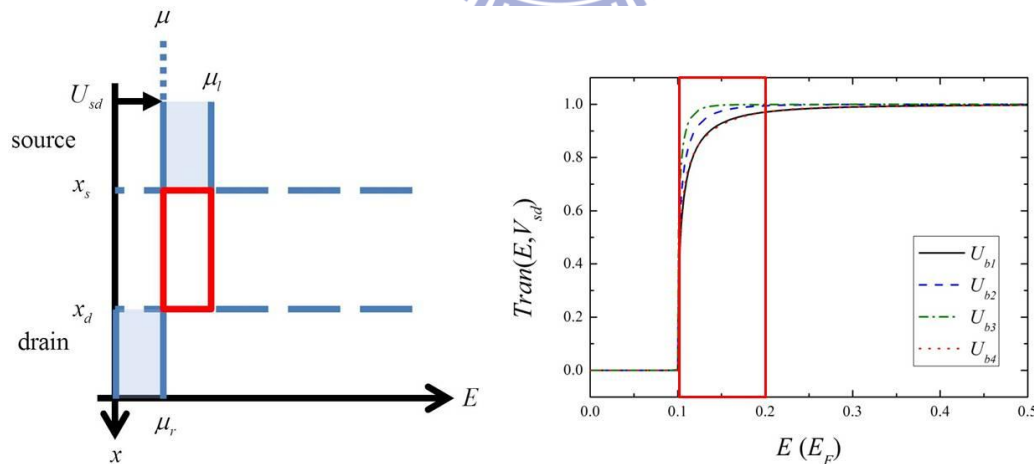 μ
μ_l
U_sd
source
x_s
x_d
drain
E
μ_r
x
Tran(E,V_sd)
1.0
0.8
0.6
0.4
0.2
0.0
U_b1
U_b2
U_b3
U_b4
0.0 0.1 0.2 0.3 0.4 0.5
E (E_F)